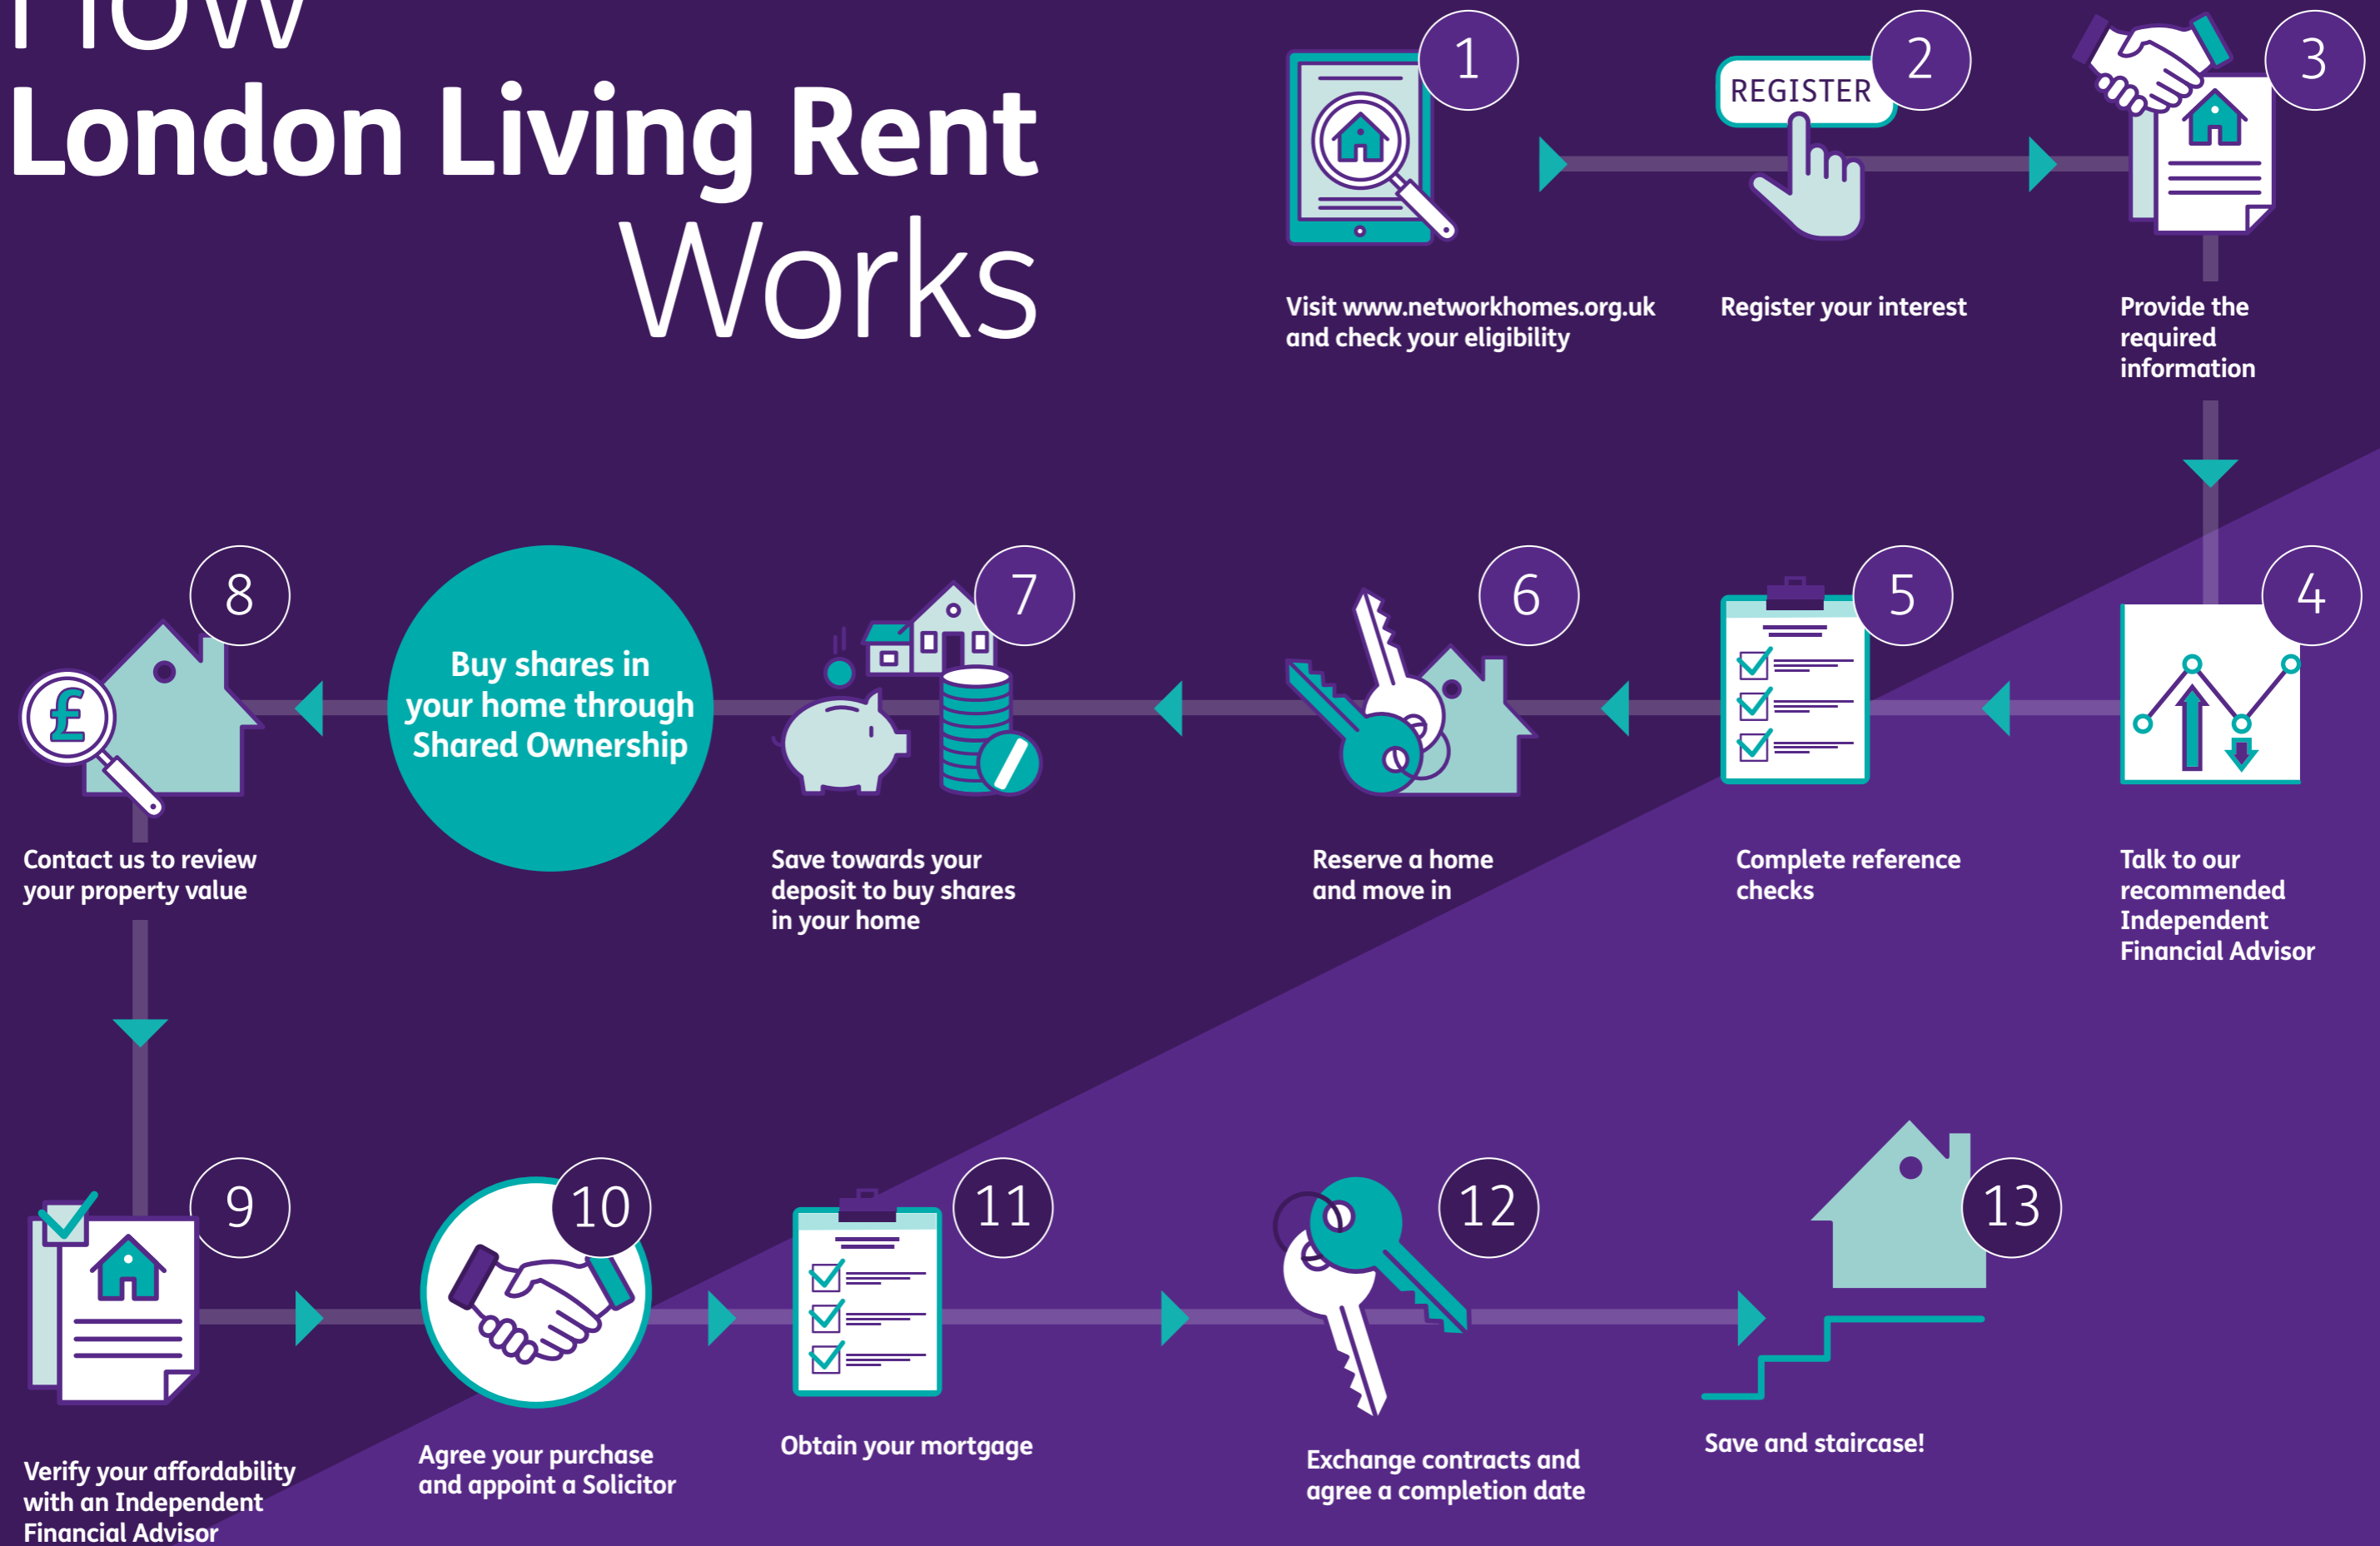 How
London Living Rent
Works
1
Visit www.networkhomes.org.uk
and check your eligibility
REGISTER
2
Register your interest
3
Provide the
required
information
4
Talk to our
recommended
Independent
Financial Advisor
5
Complete reference
checks
6
Reserve a home
and move in
7
Save towards your
deposit to buy shares
in your home
Buy shares in
your home through
Shared Ownership
8
£
Contact us to review
your property value
9
Verify your affordability
with an Independent
Financial Advisor
10
Agree your purchase
and appoint a Solicitor
11
Obtain your mortgage
12
Exchange contracts and
agree a completion date
13
Save and staircase!